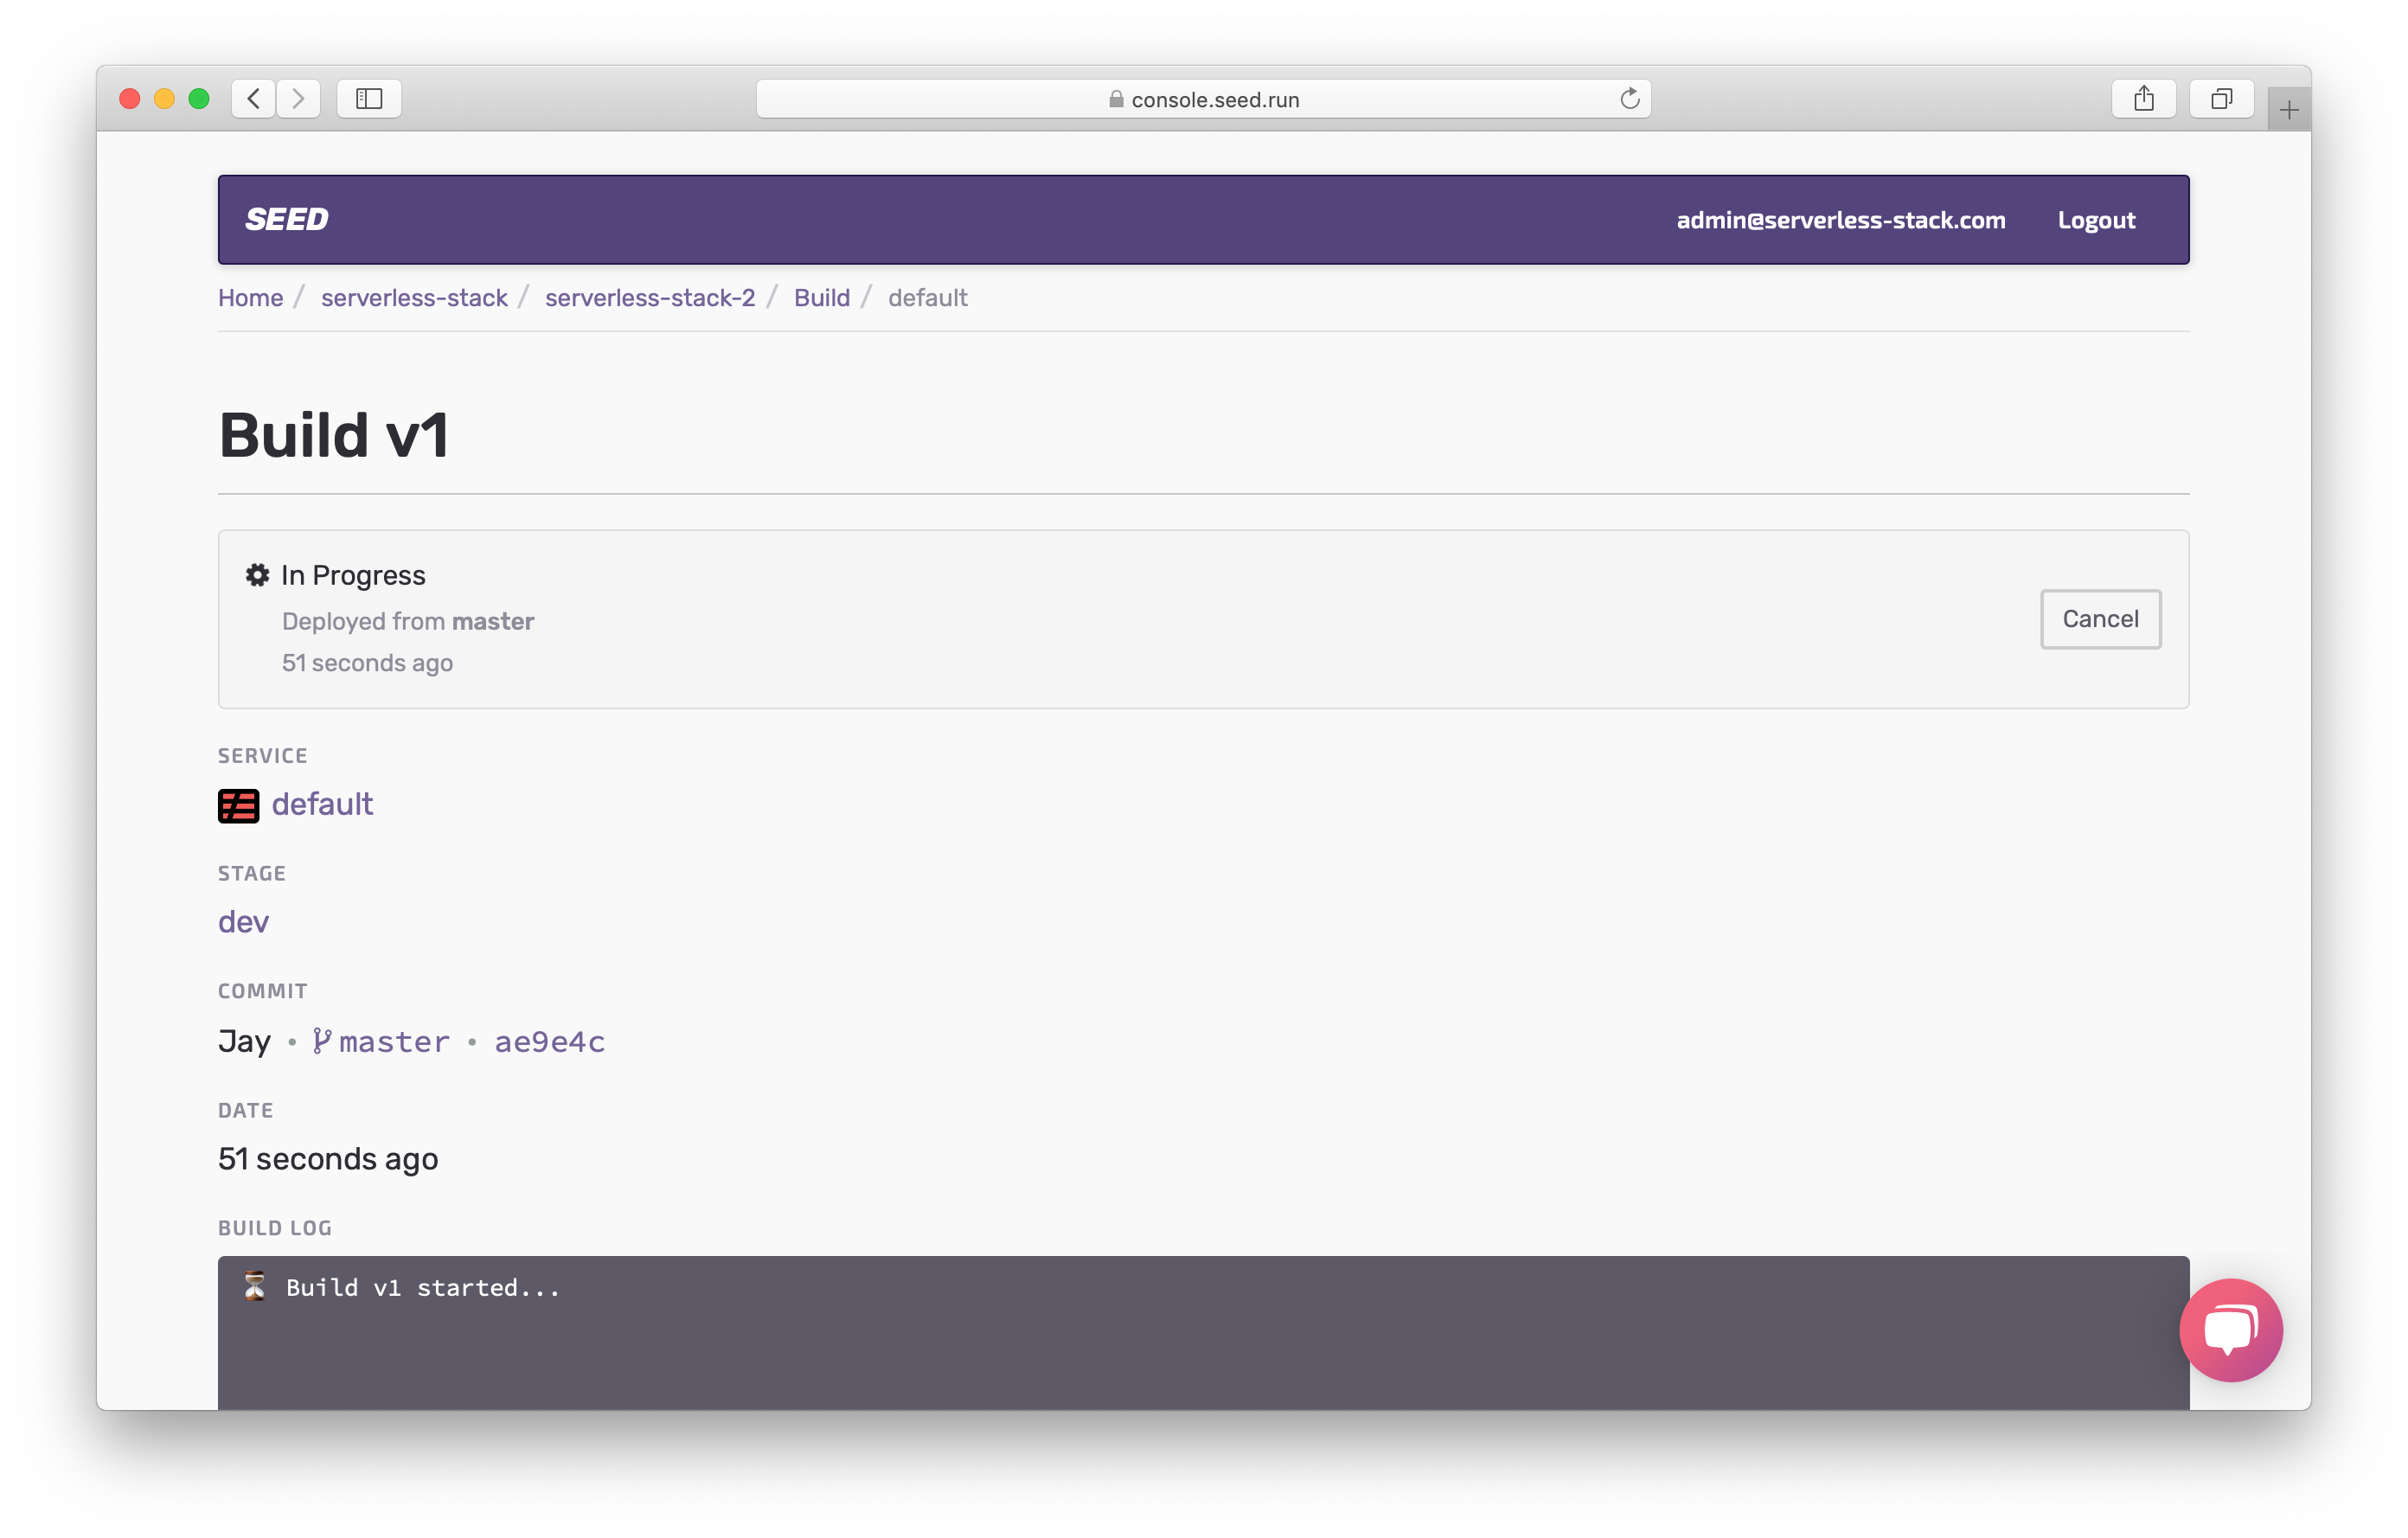 console.seed.run
SEED admin@serverless-stack.com Logout
Home / serverless-stack / serverless-stack-2 / Build / default
Build v1
In Progress
Deployed from master
51 seconds ago
Cancel
SERVICE
default
STAGE
dev
COMMIT
Jay • master • ae9e4c
DATE
51 seconds ago
BUILD LOG
⏳ Build v1 started...